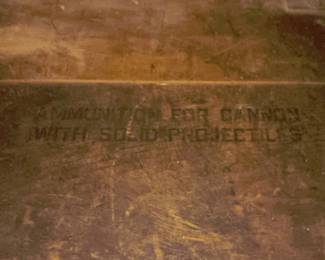 AMMUNITION FOR CANNON
WITH SOLID PROJECTILES